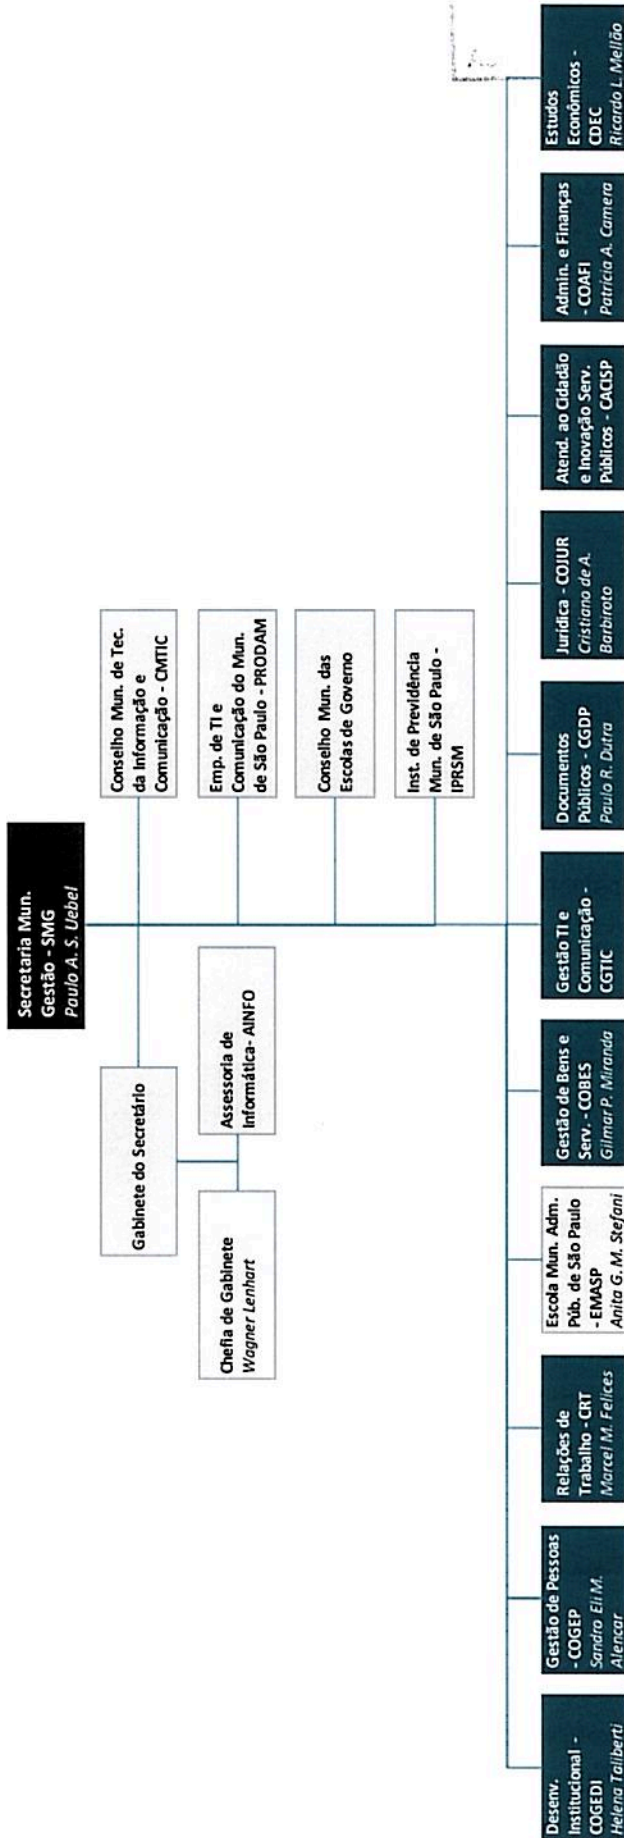 Secretaria Mun.
Gestão - SMG
Paulo A. S. Uebel
Gabinete do Secretário
Conselho Mun. de Tec.
da Informação e
Comunicação - CMTIC
Chefia de Gabinete
Wagner Lenhart
Assessoria de
Informática- AINFO
Emp. de TI e
Comunicação do Mun.
de São Paulo - PRODAM
Conselho Mun. das
Escolas de Governo
Inst. de Previdência
Mun. de São Paulo -
IPRSM
Desenv.
Institucional -
COGEDI
Helena Taliberti
Gestão de Pessoas
- COGEP
Sandro Eli M.
Alencar
Relações de
Trabalho - CRT
Marcel M. Felices
Escola Mun. Adm.
Púb. de São Paulo
- EMASP
Anita G. M. Stefani
Gestão de Bens e
Serv. - COBES
Gilmar P. Miranda
Gestão TI e
Comunicação -
CGTIC
Documentos
Públicos - CGDP
Paulo R. Dutra
Jurídica - COJUR
Cristiano de A.
Barbiroto
Atend. ao Cidadão
e Inovação Serv.
Públicos - CACISP
Admin. e Finanças
- COAFI
Patricia A. Camera
Estudos
Econômicos -
CDEC
Ricardo L. Mellão